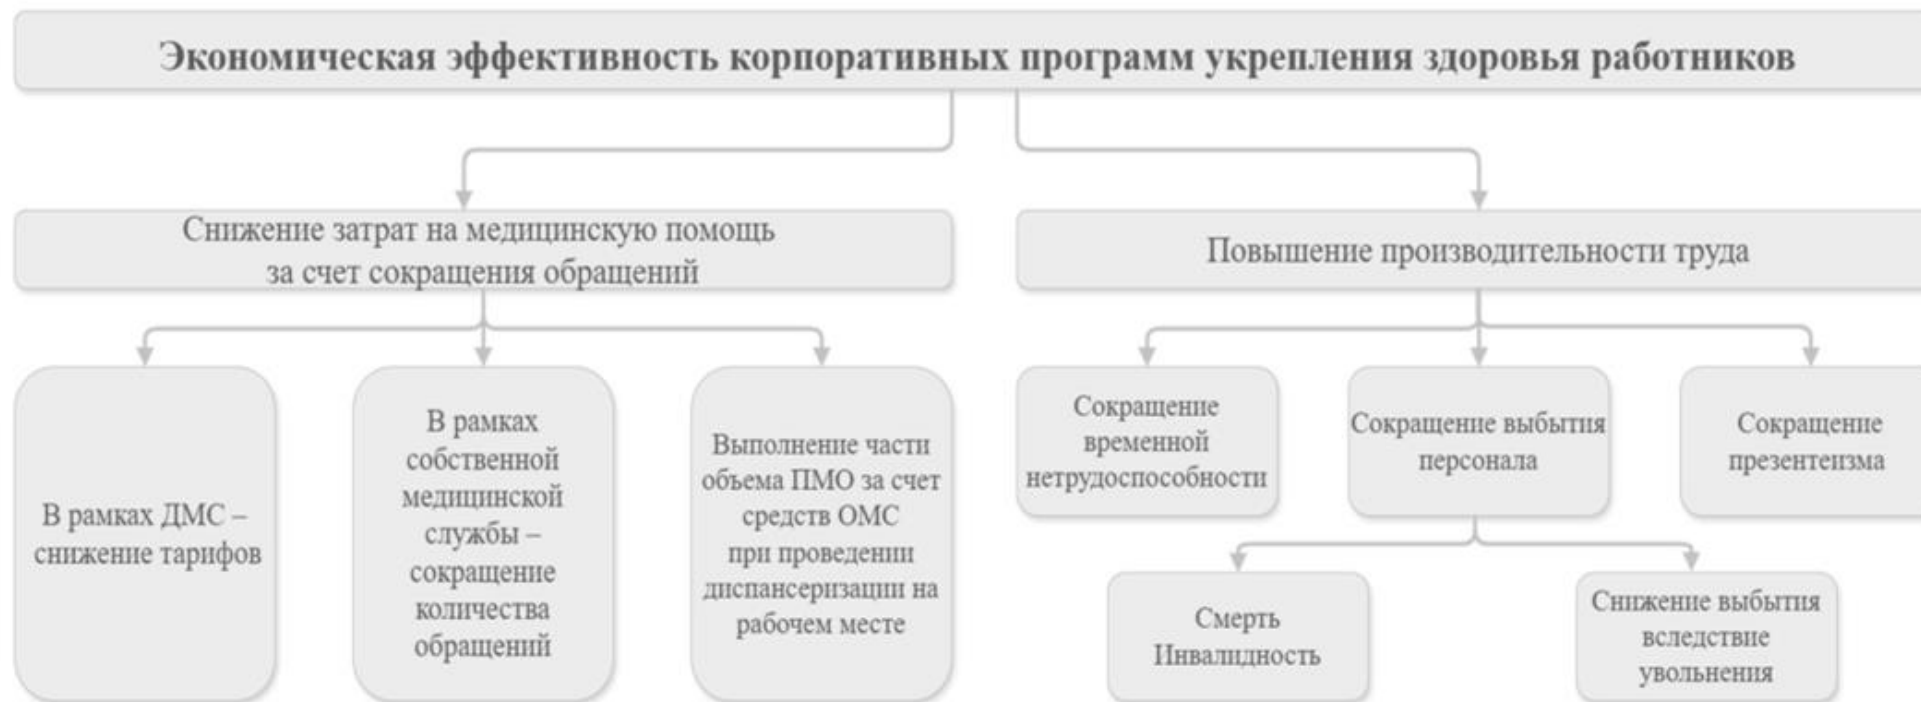 Экономическая эффективность корпоративных программ укрепления здоровья работников
Снижение затрат на медицинскую помощь
за счет сокращения обращений
Повышение производительности труда
В рамках ДМС –
снижение тарифов
В рамках
собственной
медицинской
службы –
сокращение
количества
обращений
Выполнение части
объема ПМО за счет
средств ОМС
при проведении
диспансеризации на
рабочем месте
Сокращение
временной
нетрудоспособности
Сокращение выбытия
персонала
Сокращение
презентеизма
Смерть
Инвалидность
Снижение выбытия
вследствие
увольнения